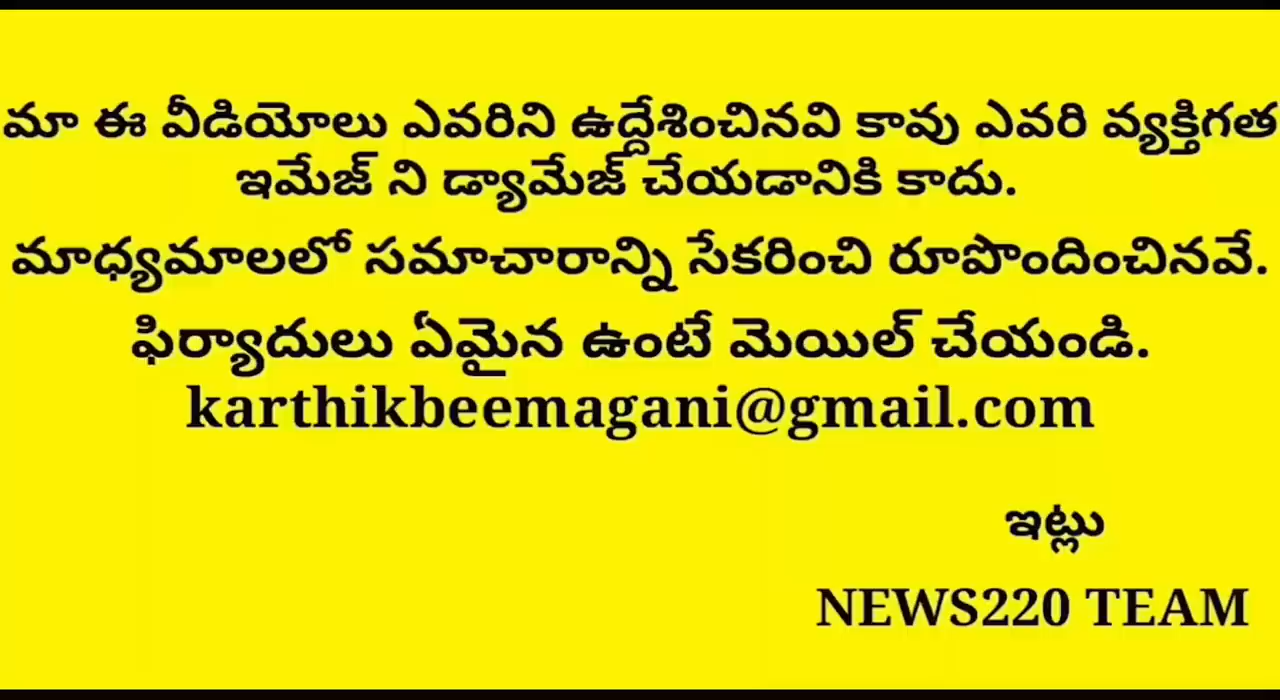 మా ఈ వీడియోలు ఎవరిని ఉద్దేశించినవి కావు ఎవరి వ్యక్తిగత
ఇమేజ్ ని డ్యామేజ్ చేయడానికి కాదు.
మాధ్యమాలలో సమాచారాన్ని సేకరించి రూపొందించినవే.
ఫిర్యాదులు ఏమైన ఉంటే మెయిల్ చేయండి.
karthikbeemagani@gmail.com
ఇట్లు
NEWS220 TEAM